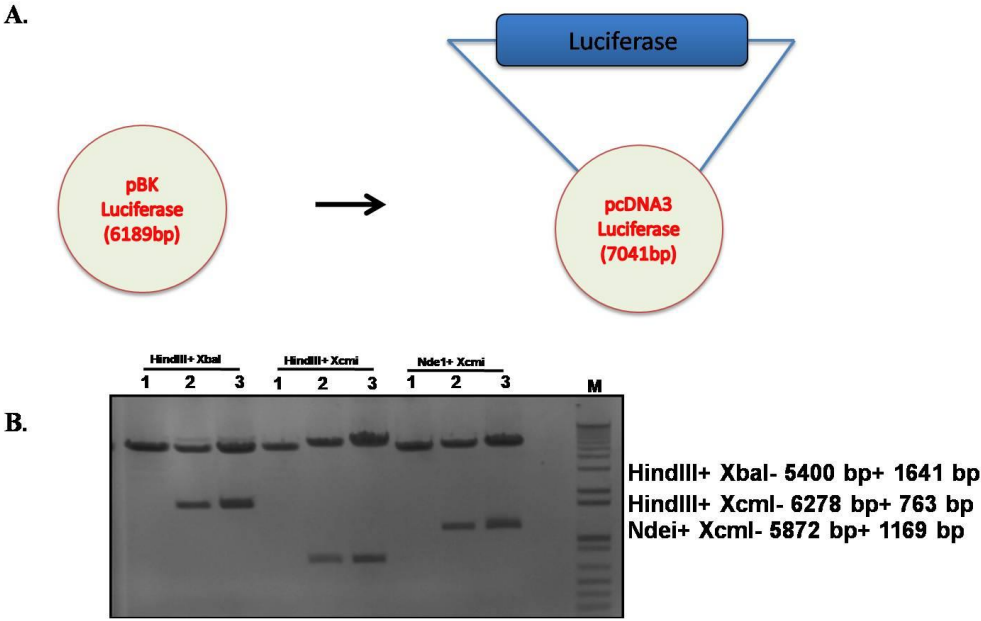 A.
Luciferase
pBK
Luciferase
(6189bp)
pcDNA3
Luciferase
(7041bp)
HindIII+ XbaI
HindIII+ Xcmi
Nde1+ Xcmi
1 2 3 1 2 3 1 2 3 M
B.
HindIII+ XbaI- 5400 bp+ 1641 bp
HindIII+ XcmI- 6278 bp+ 763 bp
Ndei+ XcmI- 5872 bp+ 1169 bp